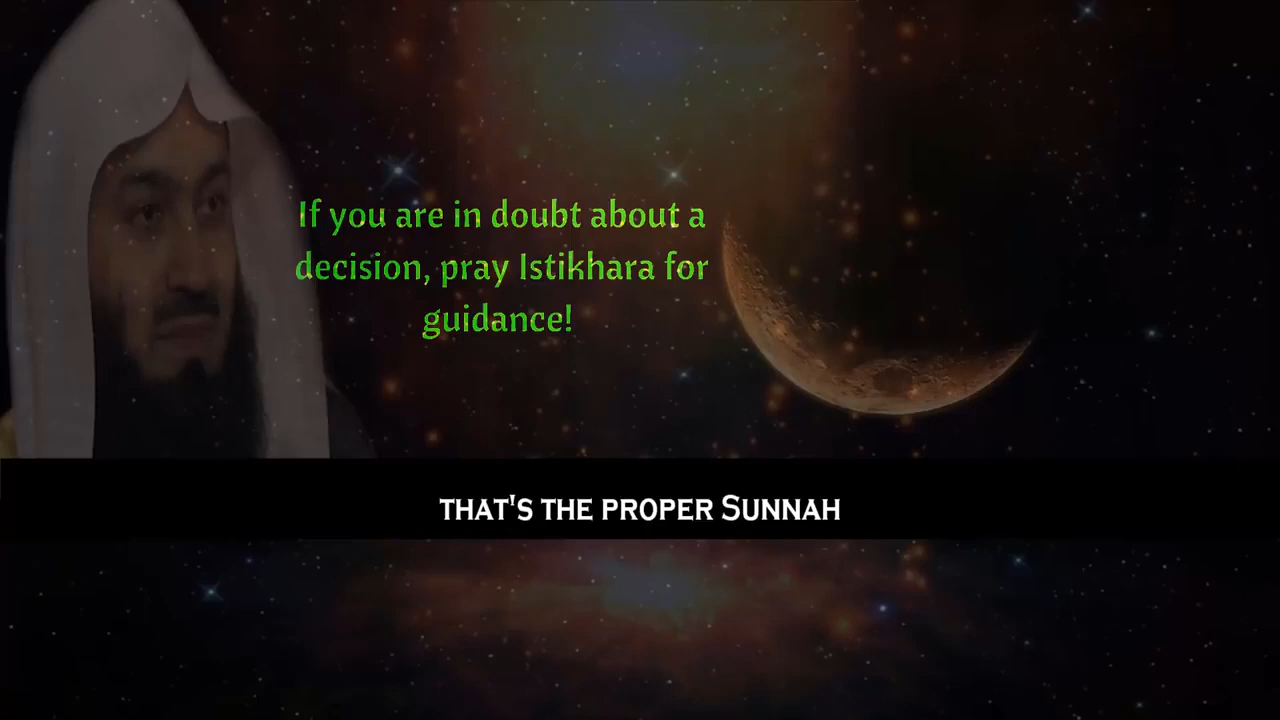 If you are in doubt about a
decision, pray Istikhara for
guidance!
THAT'S THE PROPER SUNNAH